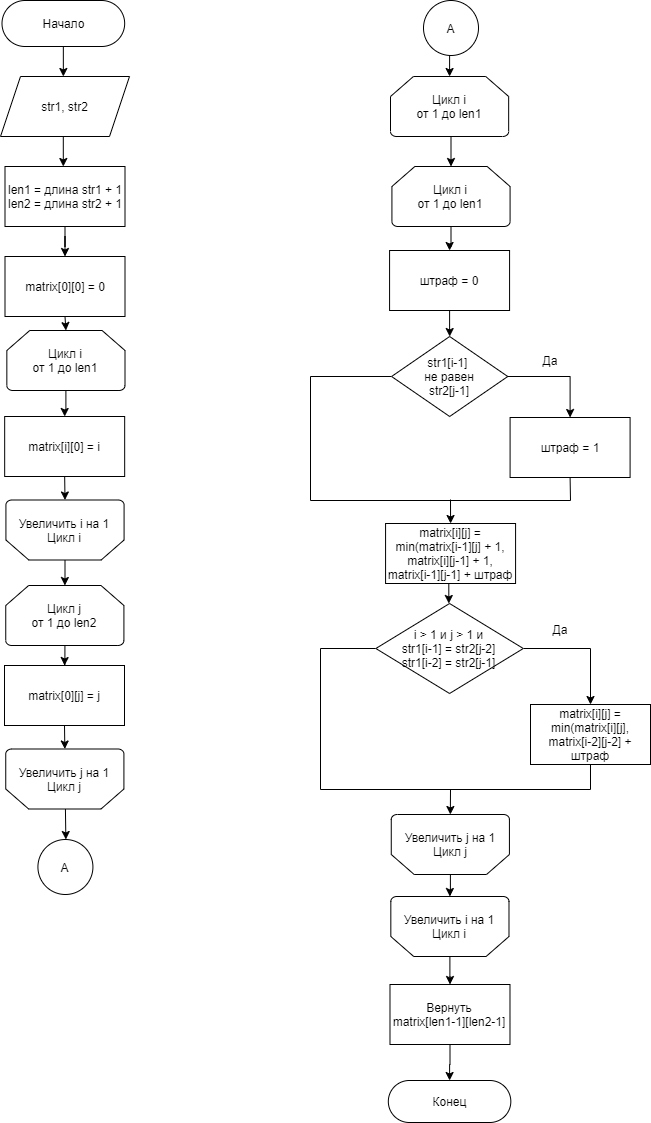 Начало
str1, str2
len1 = длина str1 + 1
len2 = длина str2 + 1
matrix[0][0] = 0
Цикл i
от 1 до len1
matrix[i][0] = i
Увеличить i на 1
Цикл i
Цикл j
от 1 до len2
matrix[0][j] = j
Увеличить j на 1
Цикл j
А
А
Цикл i
от 1 до len1
Цикл i
от 1 до len1
штраф = 0
str1[i-1]
не равен
str2[j-1]
Да
штраф = 1
matrix[i][j] =
min(matrix[i-1][j] + 1,
matrix[i][j-1] + 1,
matrix[i-1][j-1] + штраф
i > 1 и j > 1 и
str1[i-1] = str2[j-2]
str1[i-2] = str2[j-1]
Да
matrix[i][j] =
min(matrix[i][j],
matrix[i-2][j-2] +
штраф
Увеличить j на 1
Цикл j
Увеличить i на 1
Цикл i
Вернуть
matrix[len1-1][len2-1]
Конец